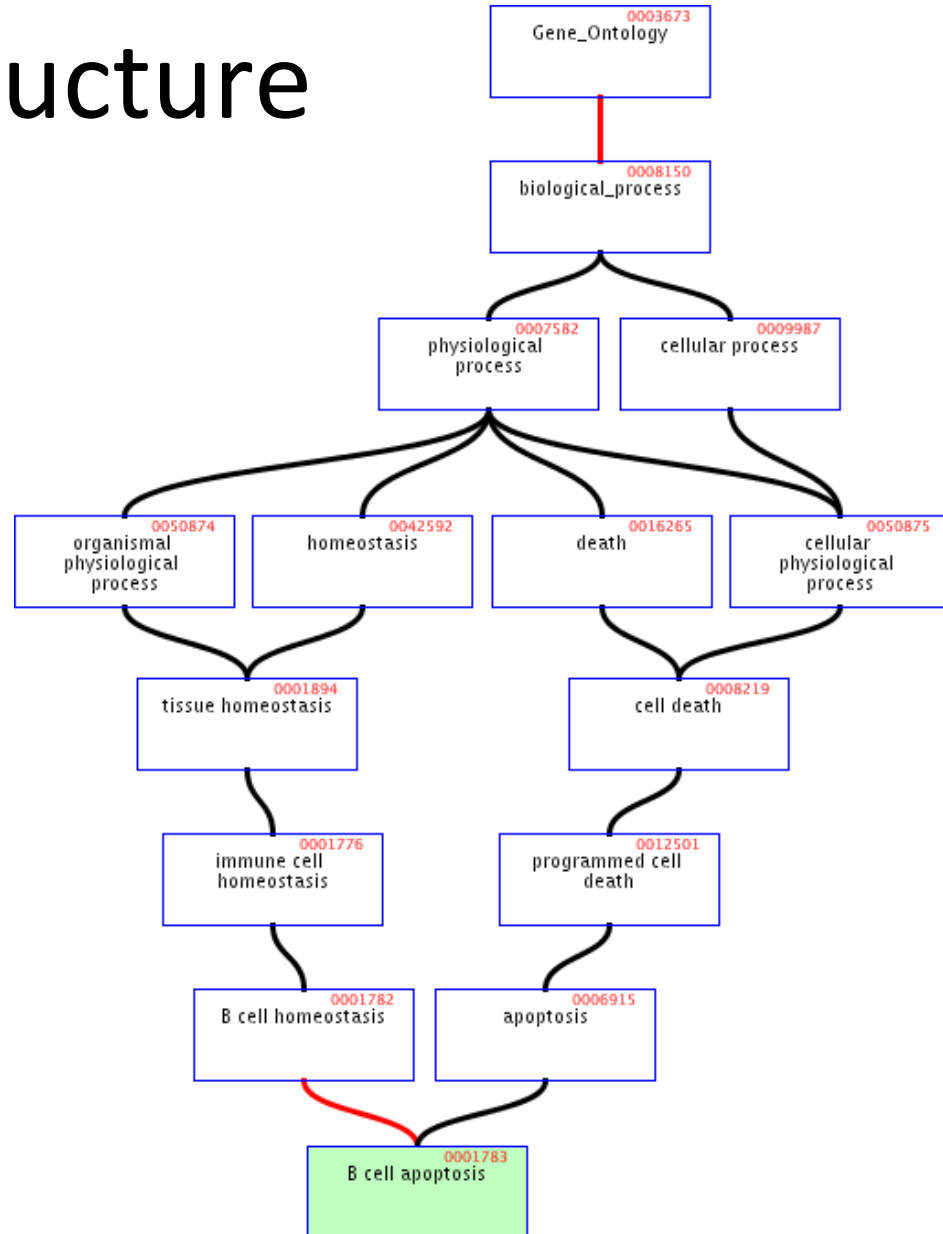 ucture
0003673
Gene_Ontology
0008150
biological_process
0007582
physiological
process
0009987
cellular process
0050874
organismal
physiological
process
0042592
homeostasis
0016265
death
0050875
cellular
physiological
process
0001894
tissue homeostasis
0008219
cell death
0001776
immune cell
homeostasis
0012501
programmed cell
death
0001782
B cell homeostasis
0006915
apoptosis
0001783
B cell apoptosis